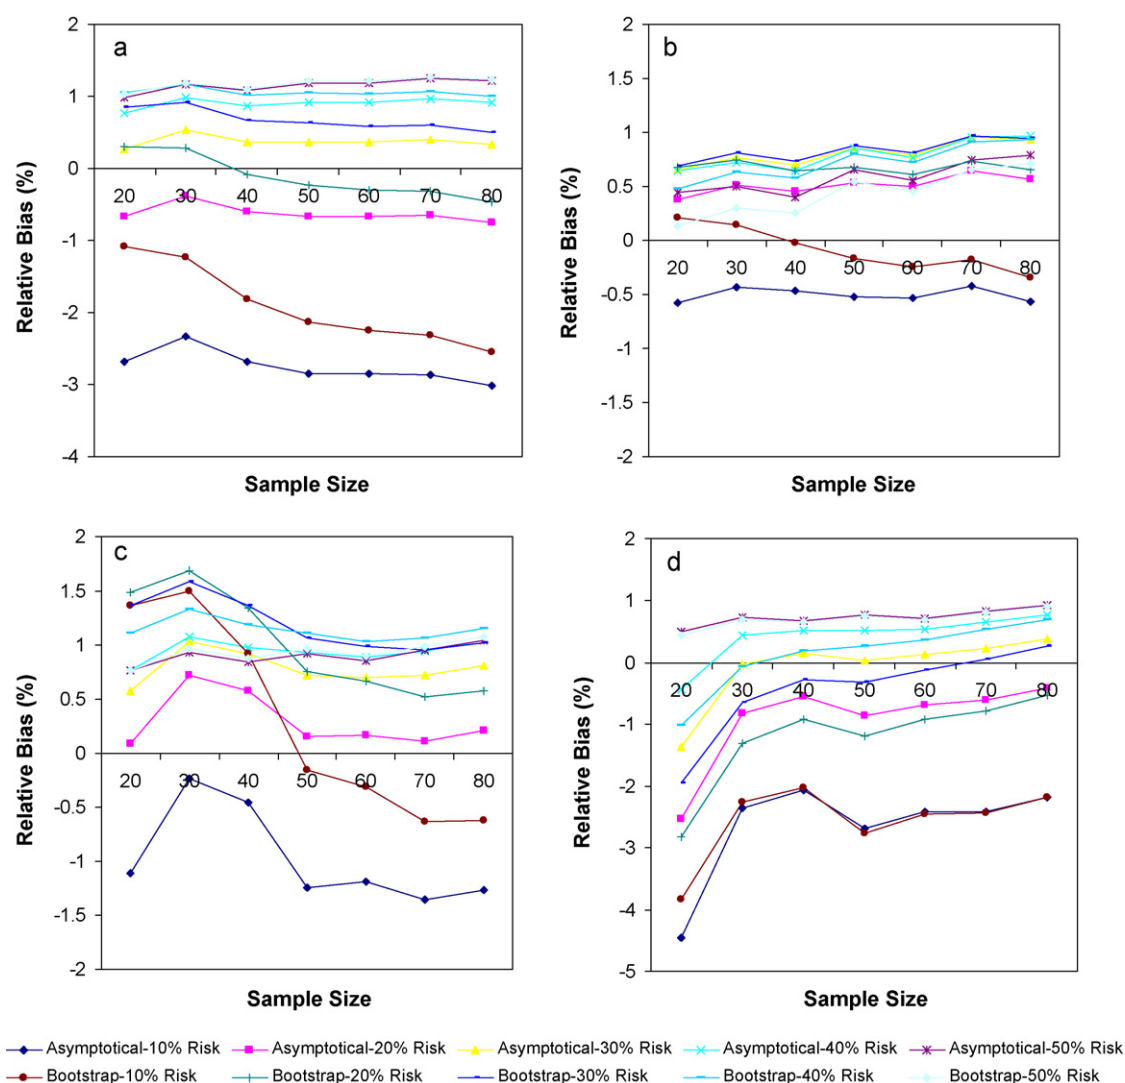 a
2
1
0
-1
-2
-3
-4
20 30 40 50 60 70 80
Relative Bias (%)
Sample Size
b
2
1.5
1
0.5
0
-0.5
-1
-1.5
-2
20 30 40 50 60 70 80
Relative Bias (%)
Sample Size
c
2
1.5
1
0.5
0
-0.5
-1
-1.5
-2
20 30 40 50 60 70 80
Relative Bias (%)
Sample Size
d
2
1
0
-1
-2
-3
-4
-5
20 30 40 50 60 70 80
Relative Bias (%)
Sample Size
Asymptotical-10% Risk Asymptotical-20% Risk Asymptotical-30% Risk Asymptotical-40% Risk Asymptotical-50% Risk
Bootstrap-10% Risk Bootstrap-20% Risk Bootstrap-30% Risk Bootstrap-40% Risk Bootstrap-50% Risk